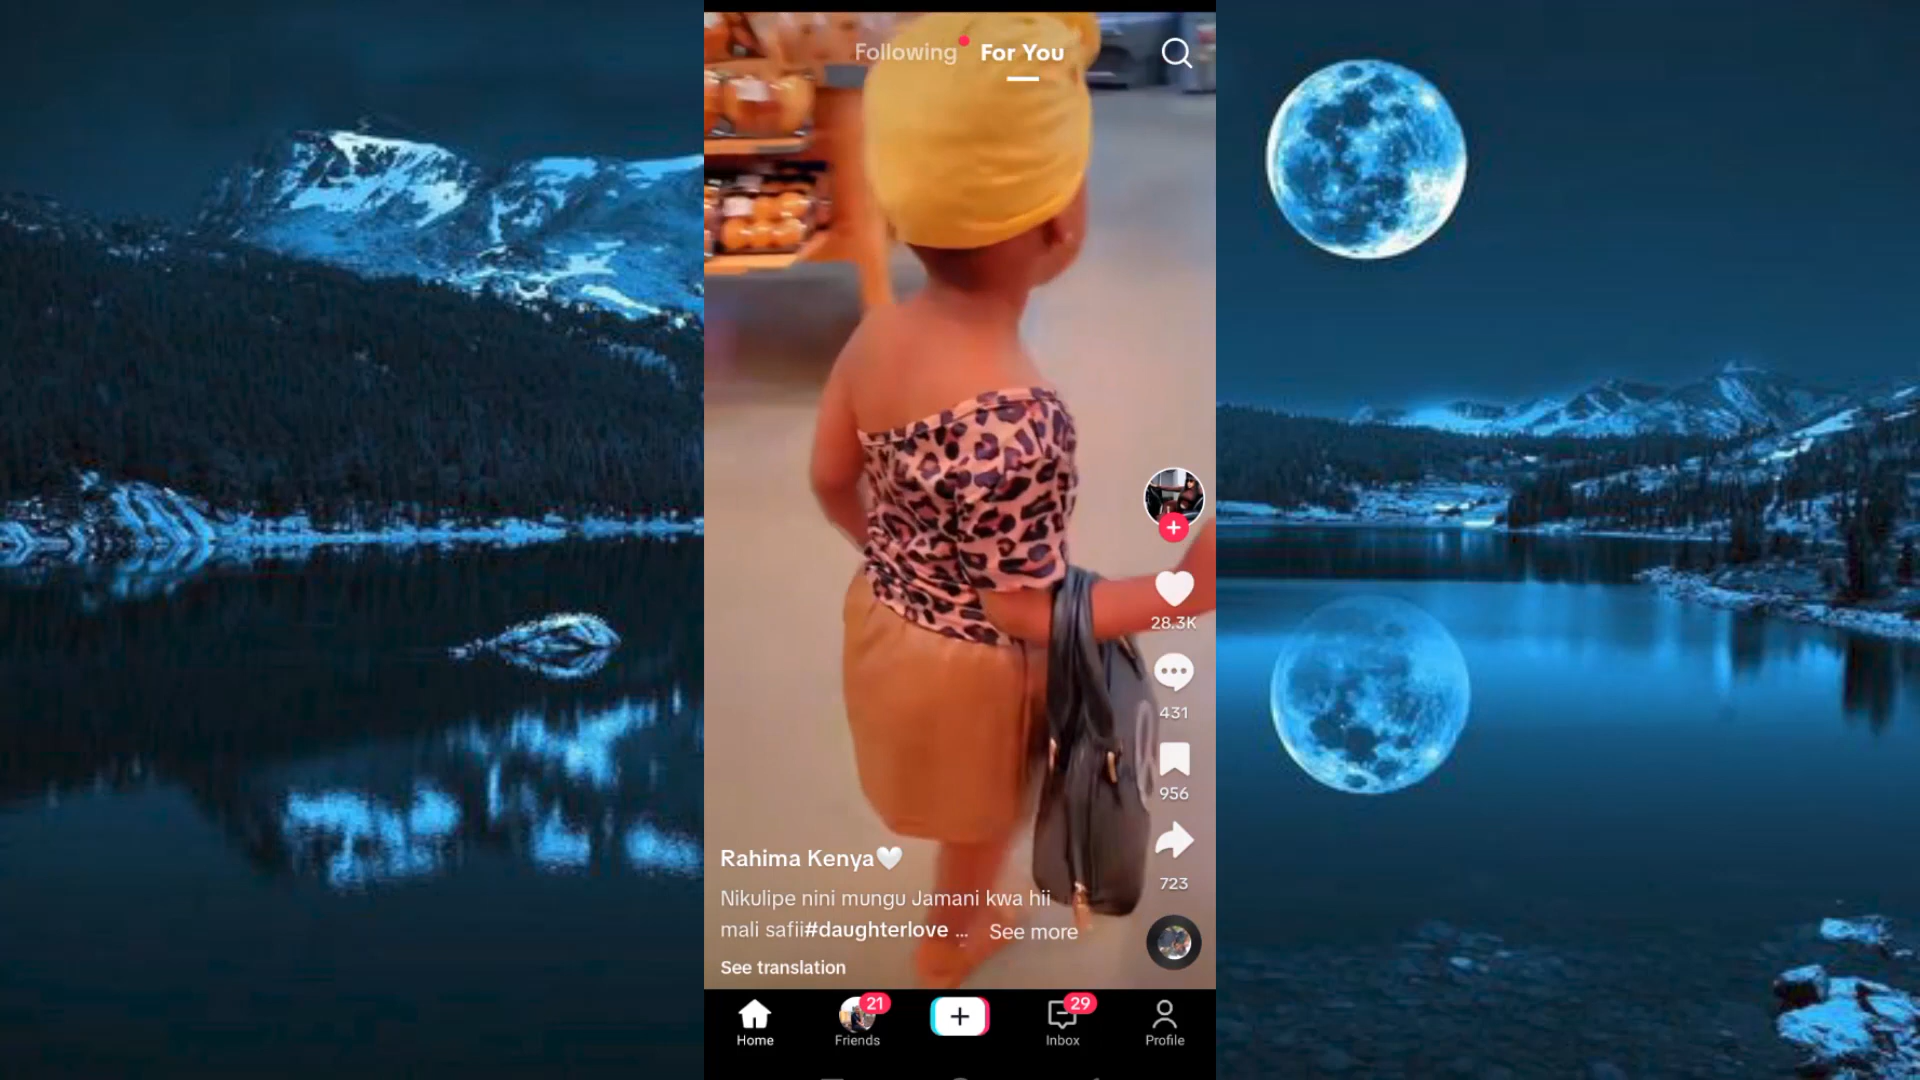 Following
For You
28.3K
431
956
723
Rahima Kenya🤍
Nikulipe nini mungu Jamani kwa hii
mali safii#daughterlove ... See more
See translation
21
29
Home
Friends
Inbox
Profile